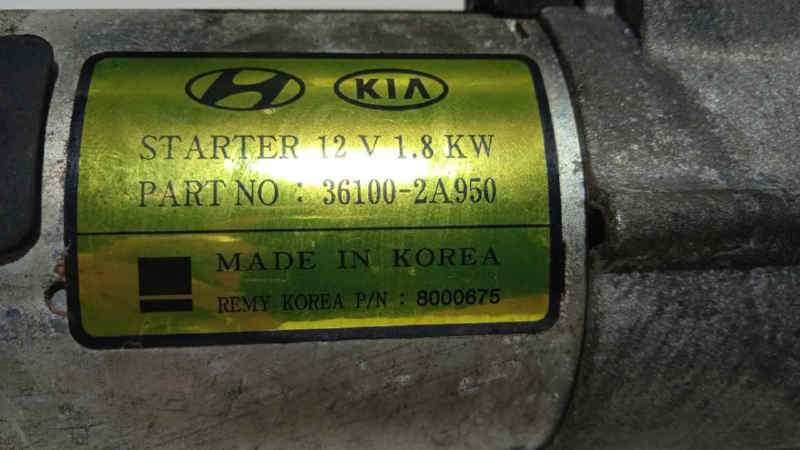 KIA
STARTER 12 V 1.8 KW
PART NO : 36100-2A950
MADE IN KOREA
REMY KOREA P/N : 8000675